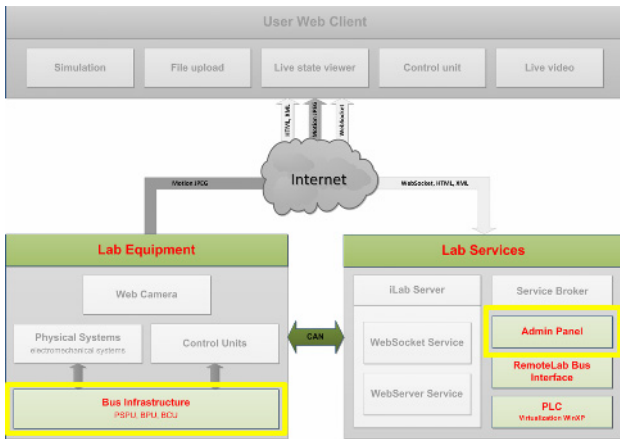 User Web Client
Simulation
File upload
Live state viewer
Control unit
Live video
HTML, XML
Motion JPEG
WebSocket
Internet
Motion JPEG
WebSocket, HTML, XML
Lab Equipment
Web Camera
Physical Systems
electromechanical systems
Control Units
Bus Infrastructure
PSPU, BPU, BCU
CAN
Lab Services
iLab Server
WebSocket Service
WebServer Service
Service Broker
Admin Panel
RemoteLab Bus
Interface
PLC
Virtualization WinXP